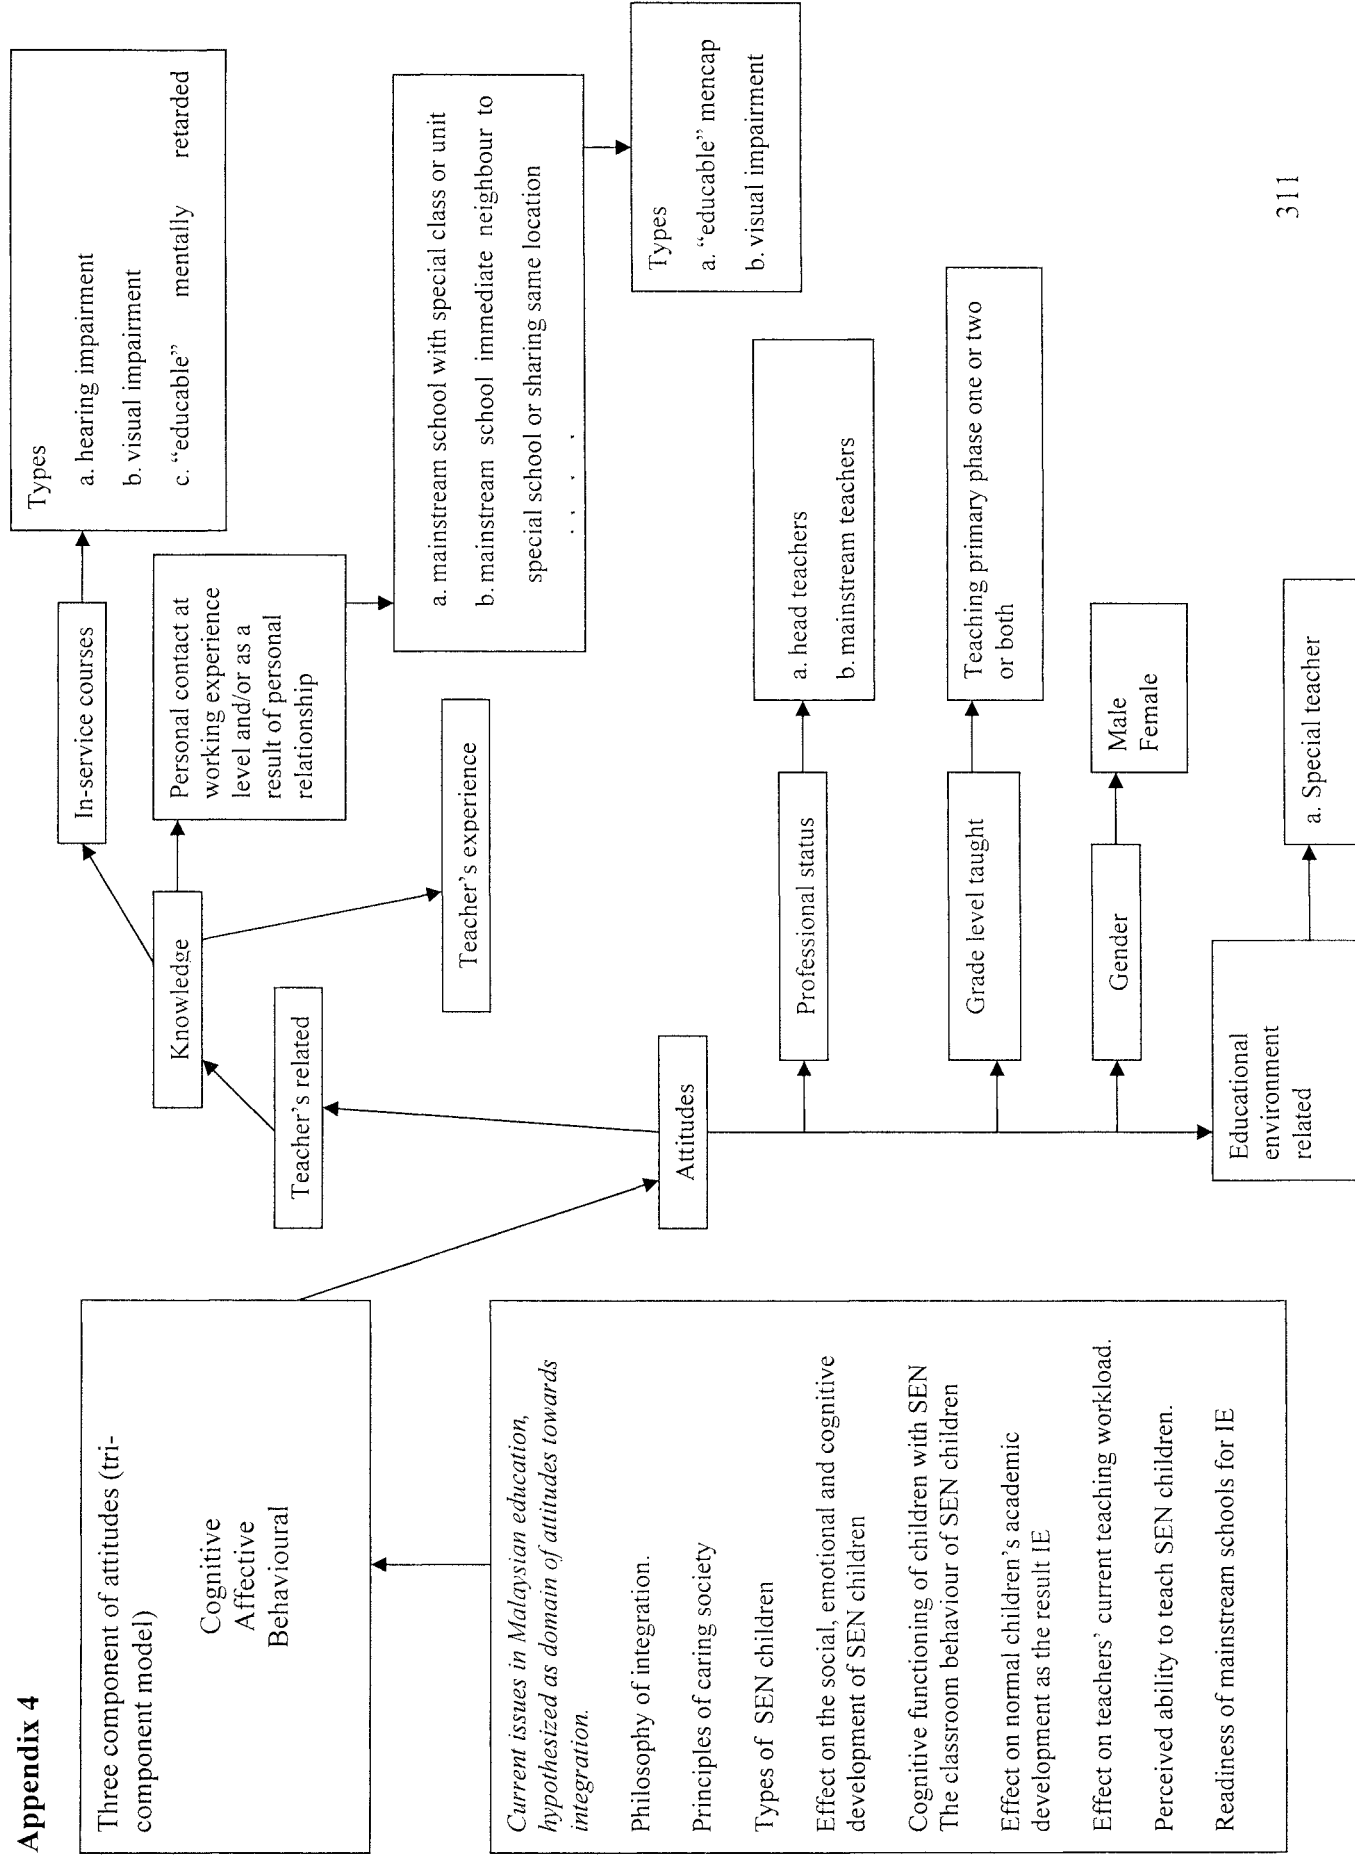 Appendix 4
Three component of attitudes (tri-
component model)
Cognitive
Affective
Behavioural
Current issues in Malaysian education,
hypothesized as domain of attitudes towards
integration.
Philosophy of integration.
Principles of caring society
Types of SEN children
Effect on the social, emotional and cognitive
development of SEN children
Cognitive functioning of children with SEN
The classroom behaviour of SEN children
Effect on normal children's academic
development as the result IE
Effect on teachers' current teaching workload.
Perceived ability to teach SEN children.
Readiness of mainstream schools for IE
Attitudes
Teacher's related
Knowledge
In-service courses
Types
a. hearing impairment
b. visual impairment
c. “educable” mentally retarded
Personal contact at
working experience
level and/or as a
result of personal
relationship
a. mainstream school with special class or unit
b. mainstream school immediate neighbour to
special school or sharing same location
Types
a. “educable” mencap
b. visual impairment
Teacher's experience
Professional status
a. head teachers
b. mainstream teachers
Grade level taught
Teaching primary phase one or two
or both
Gender
Male
Female
Educational
environment
related
a. Special teacher
311